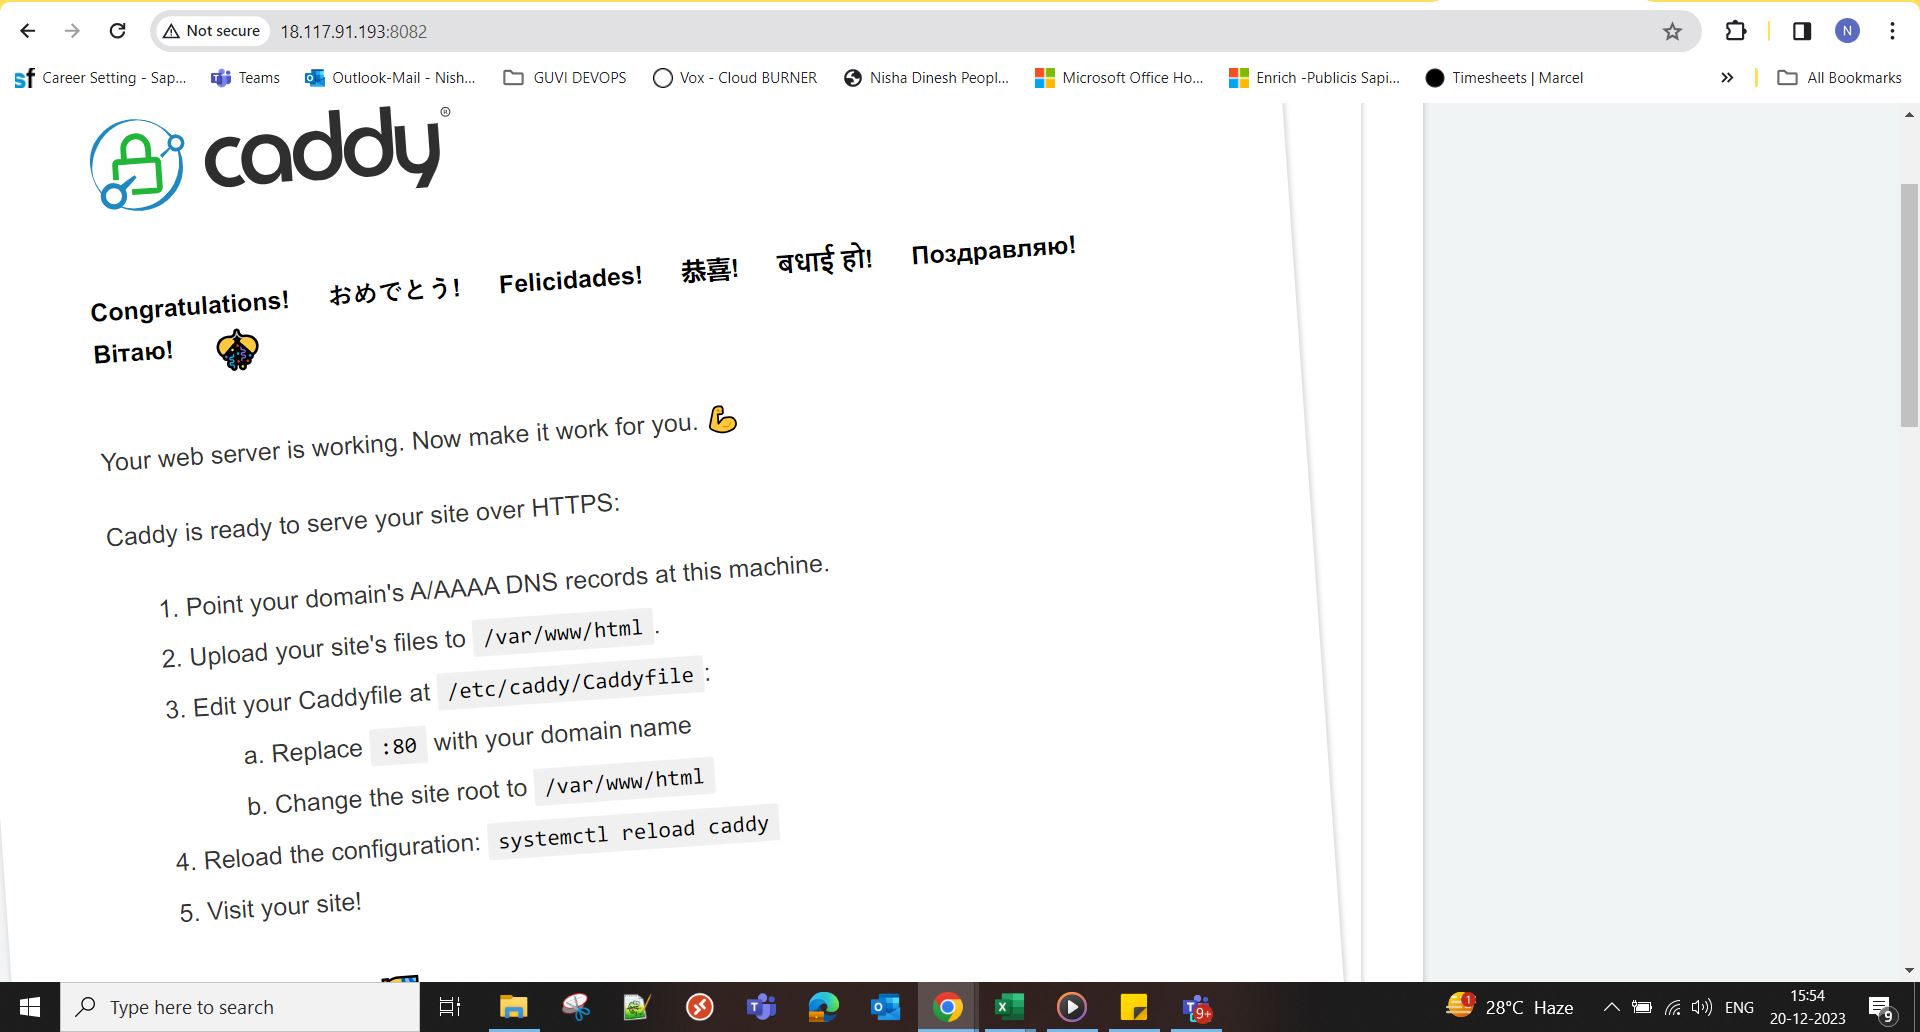 Not secure 18.117.91.193:8082
N
sf Career Setting - Sap... Teams Outlook-Mail - Nish... GUVI DEVOPS Vox - Cloud BURNER Nisha Dinesh Peopl... Microsoft Office Ho... Enrich -Publicis Sapi... Timesheets | Marcel » All Bookmarks
caddy®
Congratulations! おめでとう! Felicidades! 恭喜! बधाई हो! Поздравляю!
Вітаю!
Your web server is working. Now make it work for you. 💪
Caddy is ready to serve your site over HTTPS:
1. Point your domain's A/AAAA DNS records at this machine.
2. Upload your site's files to /var/www/html.
3. Edit your Caddyfile at /etc/caddy/Caddyfile:
a. Replace :80 with your domain name
b. Change the site root to /var/www/html
4. Reload the configuration: systemctl reload caddy
5. Visit your site!
Type here to search
9+
1 28°C Haze ENG 15:54
20-12-2023 9